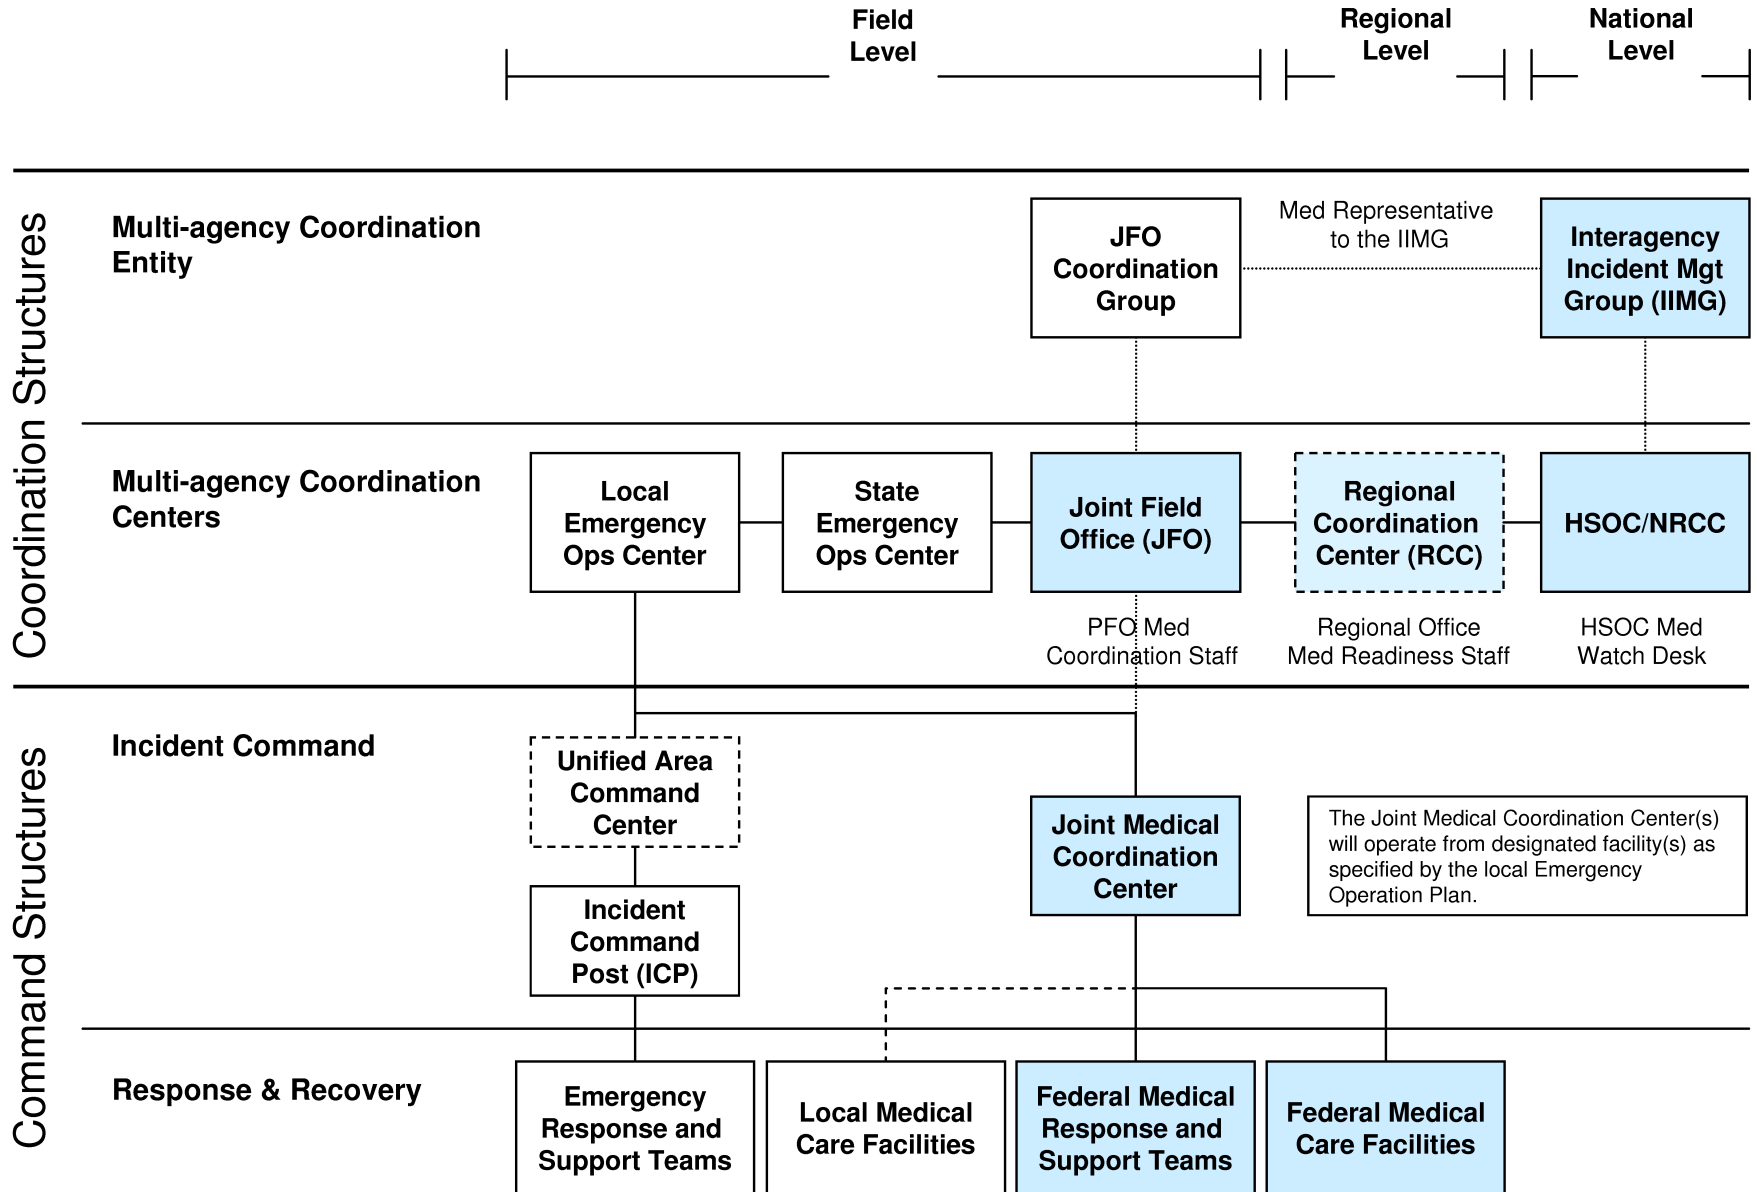 Field
Level
Regional
Level
National
Level
Coordination Structures
Multi-agency Coordination
Entity
JFO
Coordination
Group
Med Representative
to the IIMG
Interagency
Incident Mgt
Group (IIMG)
Multi-agency Coordination
Centers
Local
Emergency
Ops Center
State
Emergency
Ops Center
Joint Field
Office (JFO)
Regional
Coordination
Center (RCC)
HSOC/NRCC
PFO Med
Coordination Staff
Regional Office
Med Readiness Staff
HSOC Med
Watch Desk
Command Structures
Incident Command
Unified Area
Command
Center
Incident
Command
Post (ICP)
Joint Medical
Coordination
Center
The Joint Medical Coordination Center(s)
will operate from designated facility(s) as
specified by the local Emergency
Operation Plan.
Response & Recovery
Emergency
Response and
Support Teams
Local Medical
Care Facilities
Federal Medical
Response and
Support Teams
Federal Medical
Care Facilities